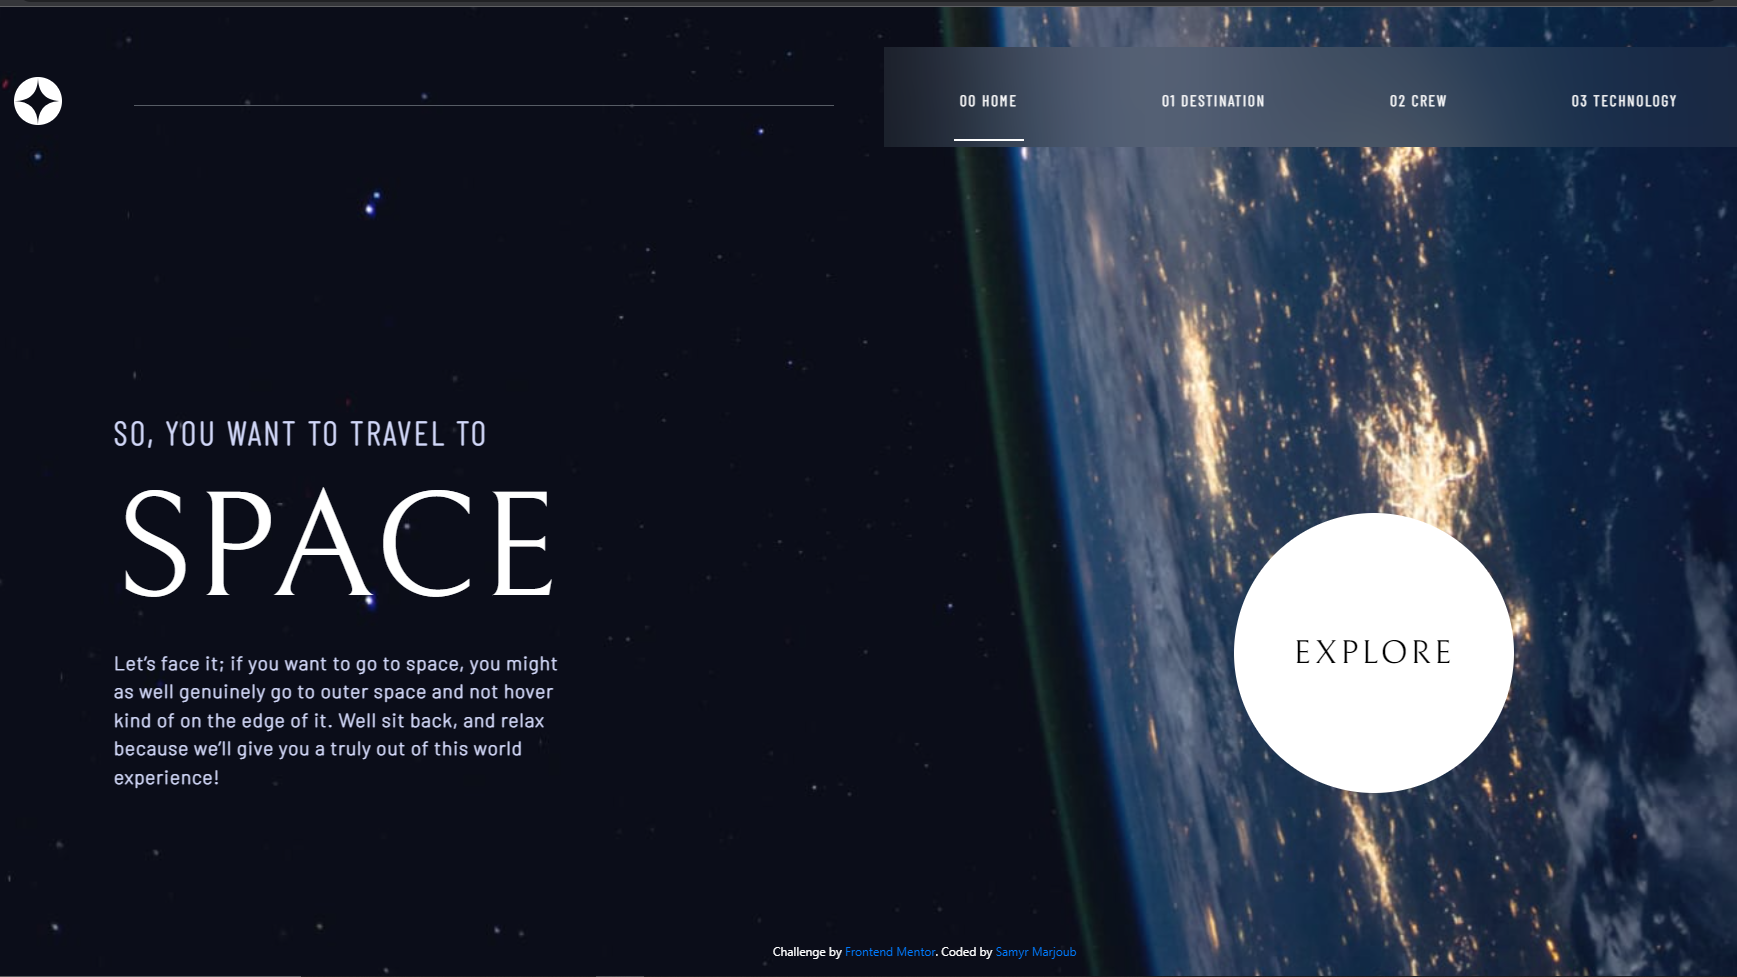 00 HOME 01 DESTINATION 02 CREW 03 TECHNOLOGY
SO, YOU WANT TO TRAVEL TO
SPACE
Let’s face it; if you want to go to space, you might
as well genuinely go to outer space and not hover
kind of on the edge of it. Well sit back, and relax
because we’ll give you a truly out of this world
experience!
EXPLORE
Challenge by Frontend Mentor. Coded by Samyr Marjoub